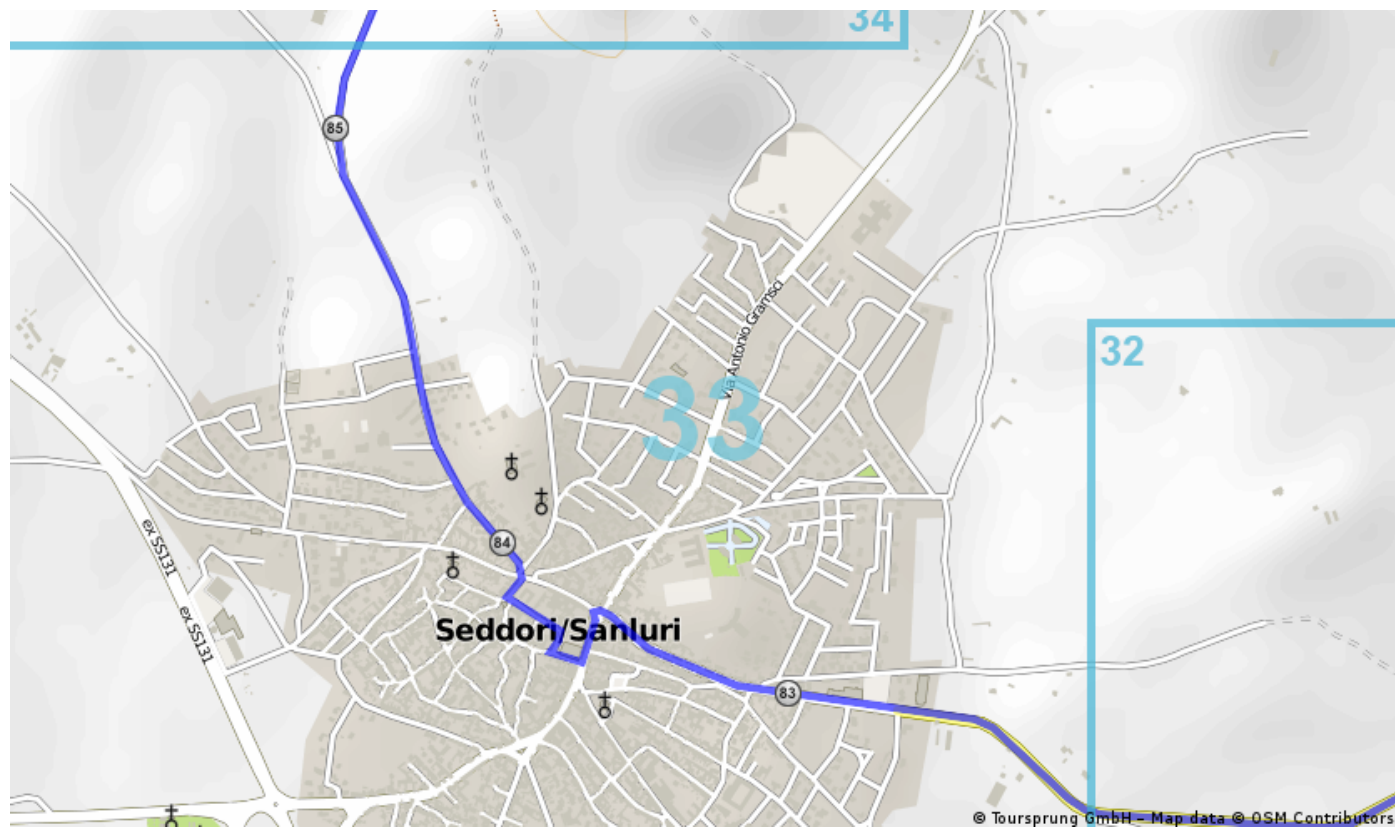 34
85
32
Via Antonio Gramsci
33
ex SS131
84
ex SS131
Seddori/Sanluri
83
© Toursprung GmbH – Map data © OSM Contributors